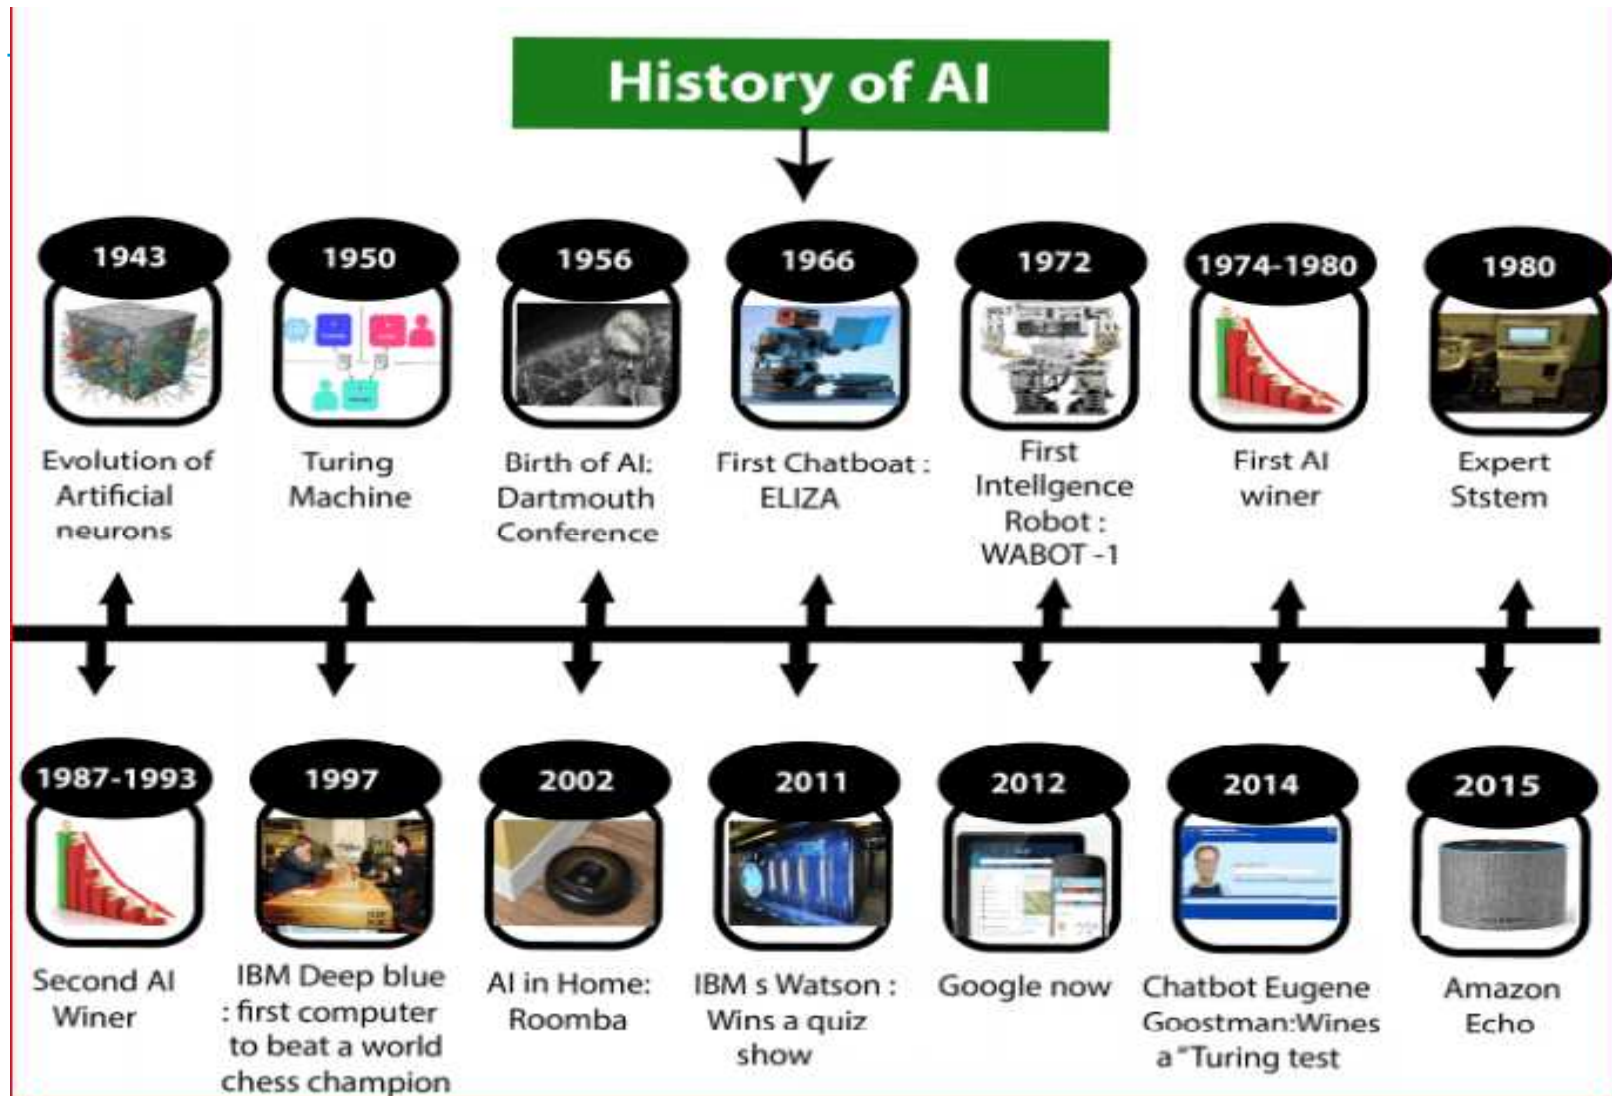 History of AI
1943
Evolution of
Artificial
neurons
1950
Turing
Machine
1956
Birth of AI:
Dartmouth
Conference
1966
First Chatboat :
ELIZA
1972
First
Intellgence
Robot :
WABOT -1
1974-1980
First AI
winer
1980
Expert
Ststem
1987-1993
Second AI
Winer
1997
IBM Deep blue
: first computer
to beat a world
chess champion
2002
AI in Home:
Roomba
2011
IBM s Watson :
Wins a quiz
show
2012
Google now
2014
Chatbot Eugene
Goostman:Wines
a "Turing test
2015
Amazon
Echo